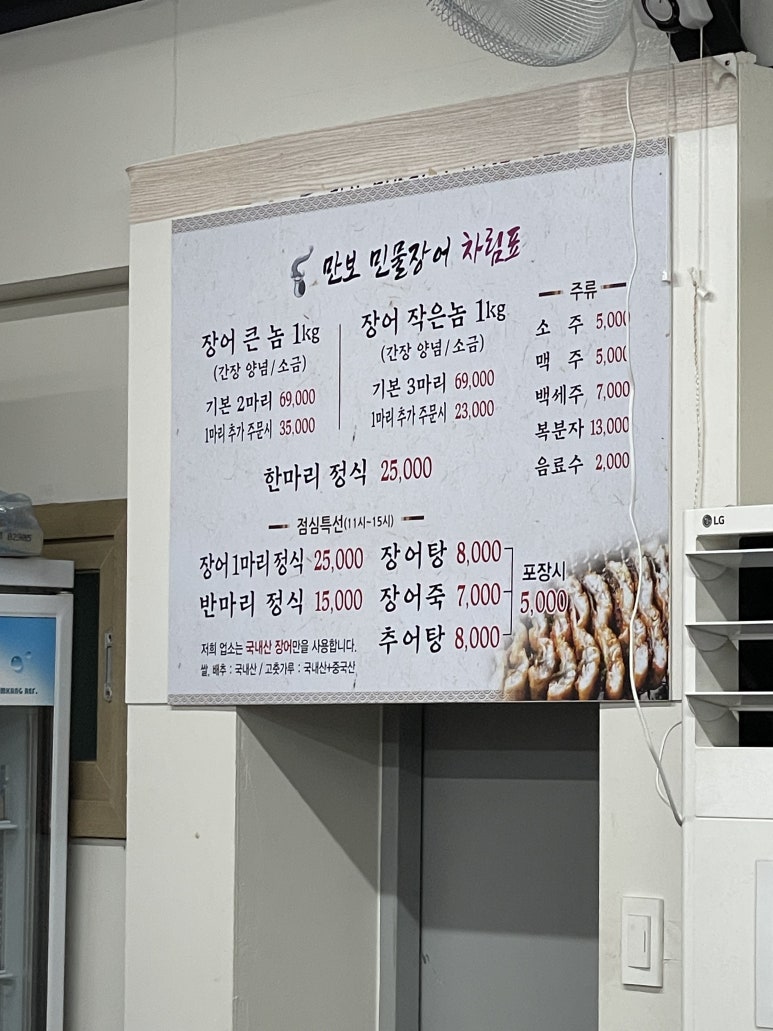 만보 민물장어 차림표
장어 큰 놈 1kg
(간장 양념/소금)
기본 2마리 69,000
1마리 추가 주문시 35,000
장어 작은놈 1kg
(간장 양념/소금)
기본 3마리 69,000
1마리 추가 주문시 23,000
한마리 정식 25,000
주류
소 주 5,000
맥 주 5,000
백세주 7,000
복분자 13,000
음료수 2,000
점심특선(11시~15시)
장어1마리정식 25,000
반마리 정식 15,000
장어탕 8,000
장어죽 7,000
추어탕 8,000
포장시
5,000
저희 업소는 국내산 장어만을 사용합니다.
쌀, 배추 : 국내산 / 고춧가루 : 국내산+중국산
LG